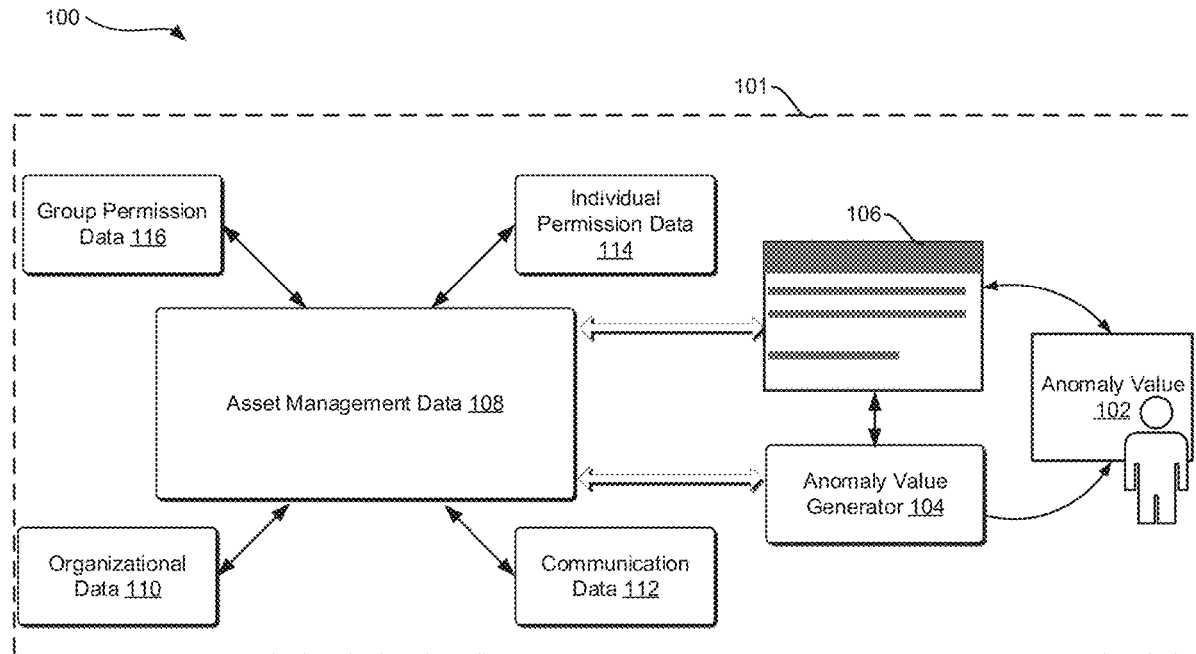 100
101
Group Permission
Data 116
Individual
Permission Data
114
106
Asset Management Data 108
Anomaly Value
102
Anomaly Value
Generator 104
Organizational
Data 110
Communication
Data 112